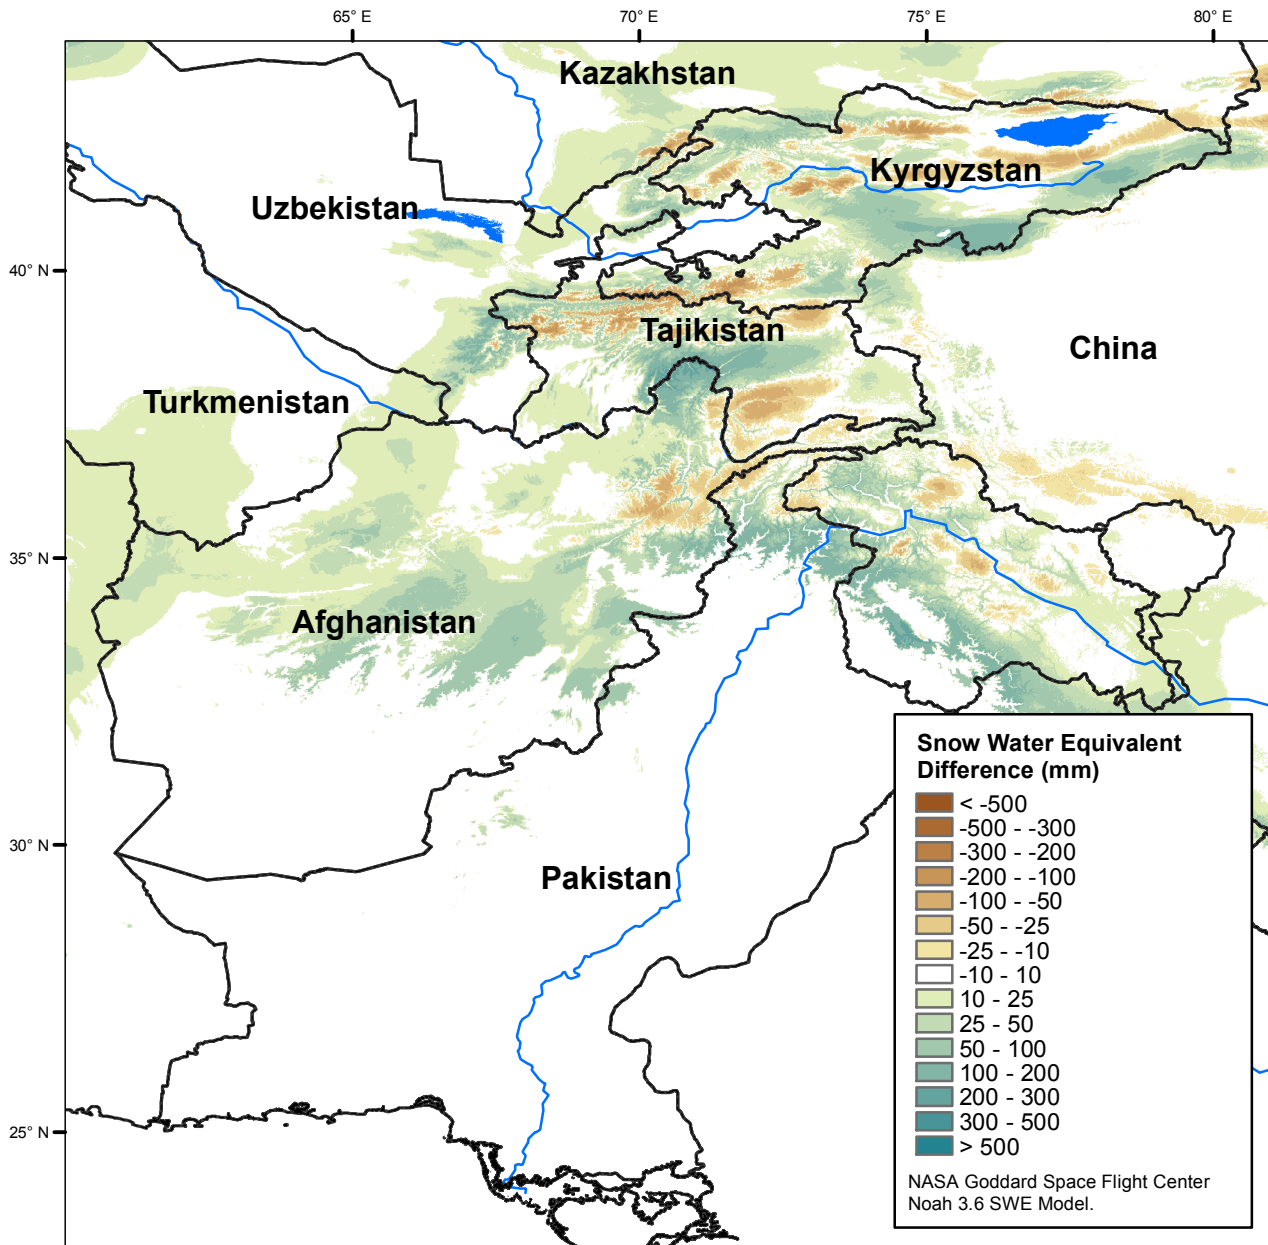 65° E
70° E
75° E
80° E
Kazakhstan
Kyrgyzstan
Uzbekistan
40° N
Tajikistan
China
Turkmenistan
35° N
Afghanistan
Snow Water Equivalent
Difference (mm)
< -500
-500 - -300
-300 - -200
-200 - -100
-100 - -50
-50 - -25
-25 - -10
-10 - 10
10 - 25
25 - 50
50 - 100
100 - 200
200 - 300
300 - 500
> 500
30° N
Pakistan
25° N
NASA Goddard Space Flight Center
Noah 3.6 SWE Model.